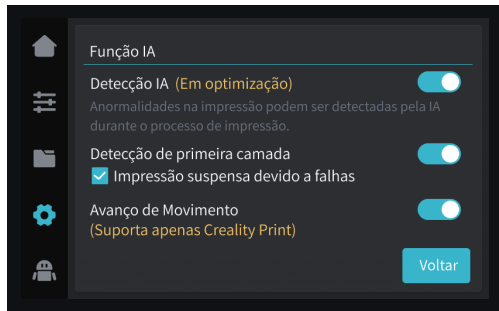 Função IA
Detecção IA (Em optimização)
Anormalidades na impressão podem ser detectadas pela IA
durante o processo de impressão.
Detecção de primeira camada
Impressão suspensa devido a falhas
Avanço de Movimento
(Suporta apenas Creality Print)
Voltar